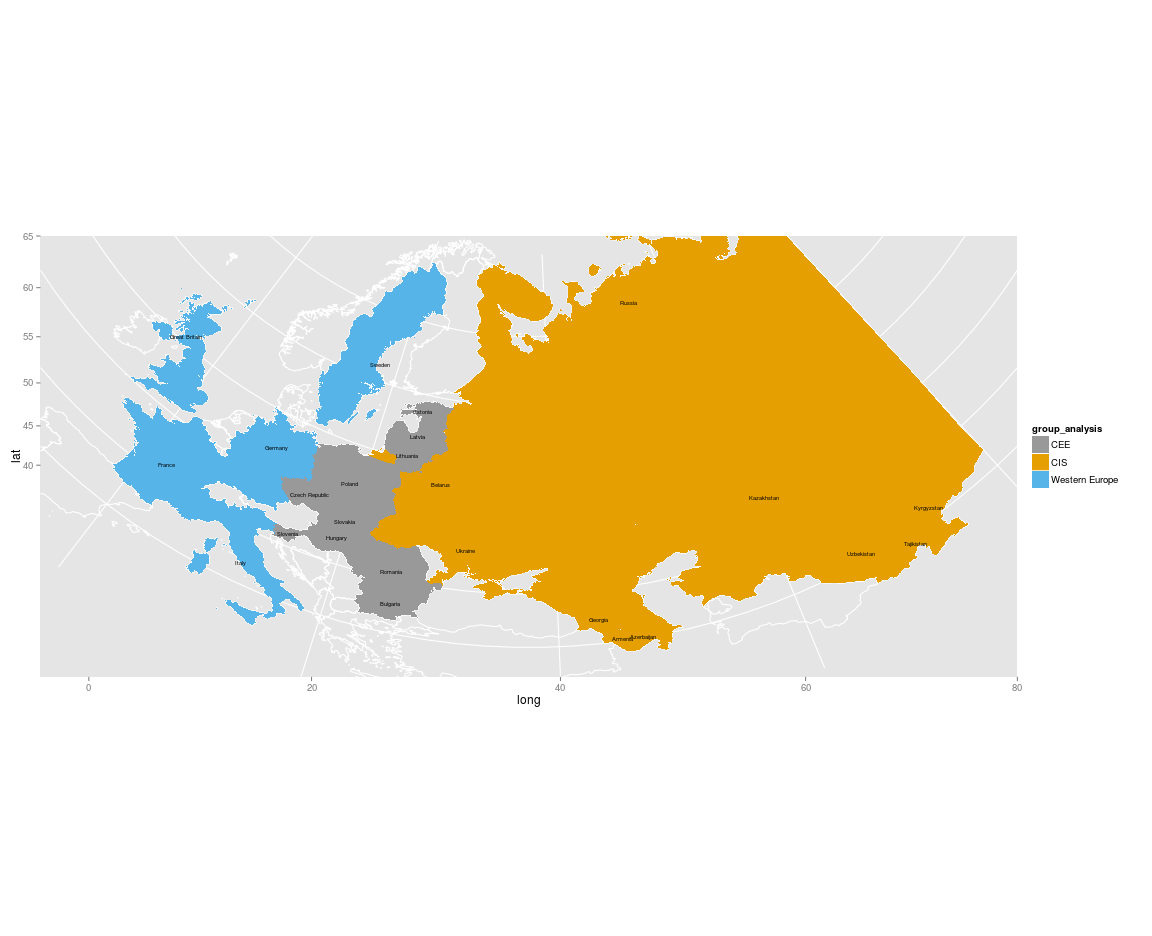 65
60
55
50
45
40
lat
Russia
Great Britain
Sweden
Estonia
Latvia
Germany
Lithuania
France
Poland
Belarus
Czech Republic
Kazakhstan
Kyrgyzstan
Slovakia
Slovenia
Hungary
Tajikistan
Ukraine
Uzbekistan
Italy
Romania
Bulgaria
Georgia
Armenia
Azerbaijan
0
20
40
60
80
long
group_analysis
CEE
CIS
Western Europe